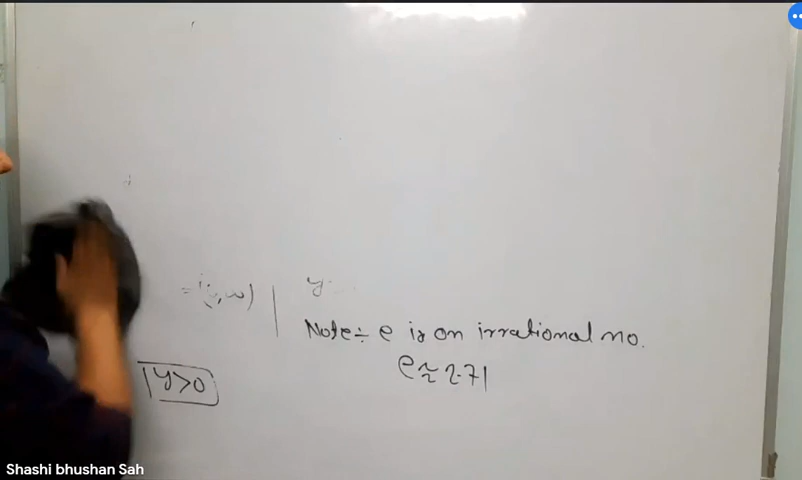 y
Note÷ e is an irrational no.
e≈2.71
y>0
Shashi bhushan Sah